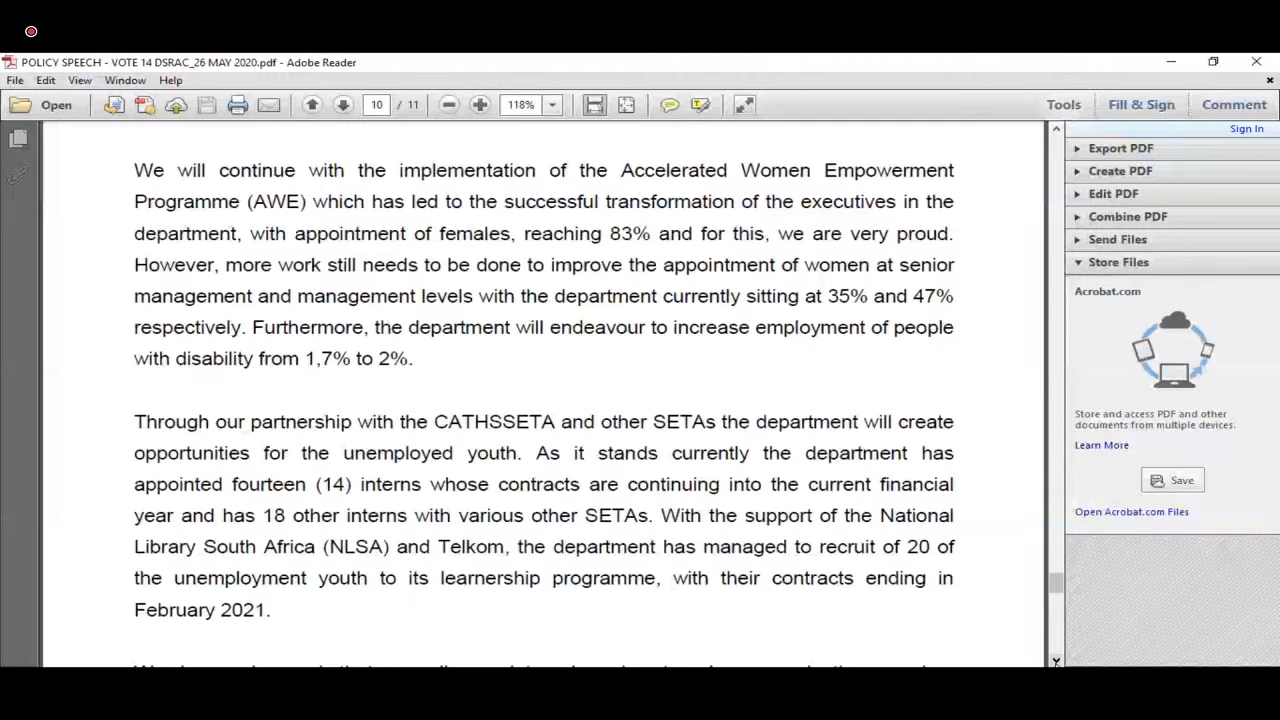 POLICY SPEECH - VOTE 14 DSRAC_26 MAY 2020.pdf - Adobe Reader
File Edit View Window Help
Open 10 / 11 118% Tools Fill & Sign Comment
Sign In
Export PDF
Create PDF
Edit PDF
Combine PDF
Send Files
Store Files
Acrobat.com
Store and access PDF and other
documents from multiple devices.
Learn More
Save
Open Acrobat.com Files
We will continue with the implementation of the Accelerated Women Empowerment
Programme (AWE) which has led to the successful transformation of the executives in the
department, with appointment of females, reaching 83% and for this, we are very proud.
However, more work still needs to be done to improve the appointment of women at senior
management and management levels with the department currently sitting at 35% and 47%
respectively. Furthermore, the department will endeavour to increase employment of people
with disability from 1,7% to 2%.
Through our partnership with the CATHSSETA and other SETAs the department will create
opportunities for the unemployed youth. As it stands currently the department has
appointed fourteen (14) interns whose contracts are continuing into the current financial
year and has 18 other interns with various other SETAs. With the support of the National
Library South Africa (NLSA) and Telkom, the department has managed to recruit of 20 of
the unemployment youth to its learnership programme, with their contracts ending in
February 2021.